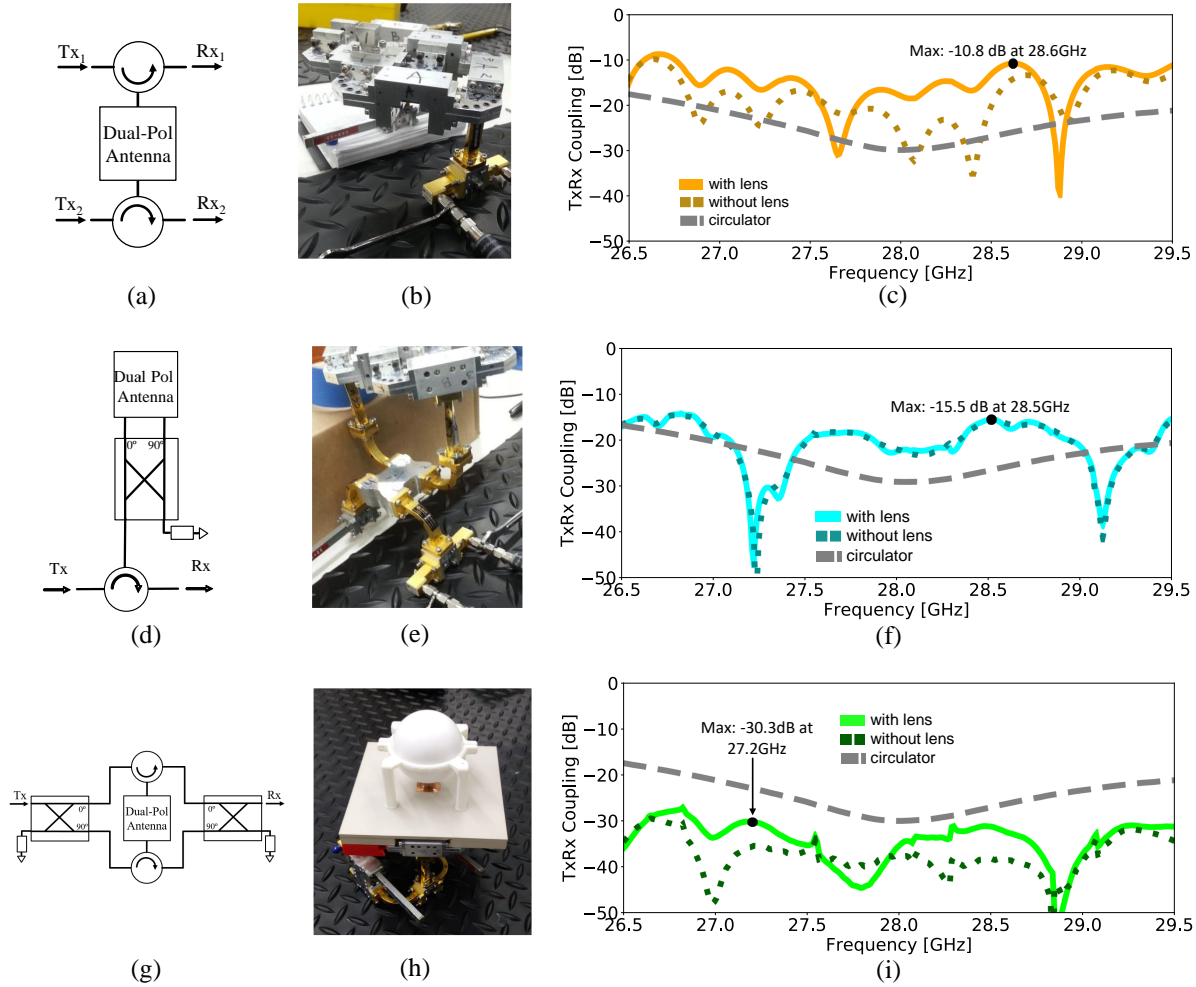 Tx1
Rx1
Dual-Pol
Antenna
Tx2
Rx2
(a)
(b)
TxRx Coupling [dB]
0
−10
−20
−30
−40
−50
Max: -10.8 dB at 28.6GHz
with lens
without lens
circulator
26.5 27.0 27.5 28.0 28.5 29.0 29.5
Frequency [GHz]
(c)
Dual Pol
Antenna
0º 90º
Tx
Rx
(d)
(e)
TxRx Coupling [dB]
0
−10
−20
−30
−40
−50
Max: -15.5 dB at 28.5GHz
with lens
without lens
circulator
26.5 27.0 27.5 28.0 28.5 29.0 29.5
Frequency [GHz]
(f)
Tx
0º
90º
Dual-Pol
Antenna
0º
90º
Rx
(g)
(h)
TxRx Coupling [dB]
0
−10
−20
−30
−40
−50
Max: -30.3dB at
27.2GHz
with lens
without lens
circulator
26.5 27.0 27.5 28.0 28.5 29.0 29.5
Frequency [GHz]
(i)